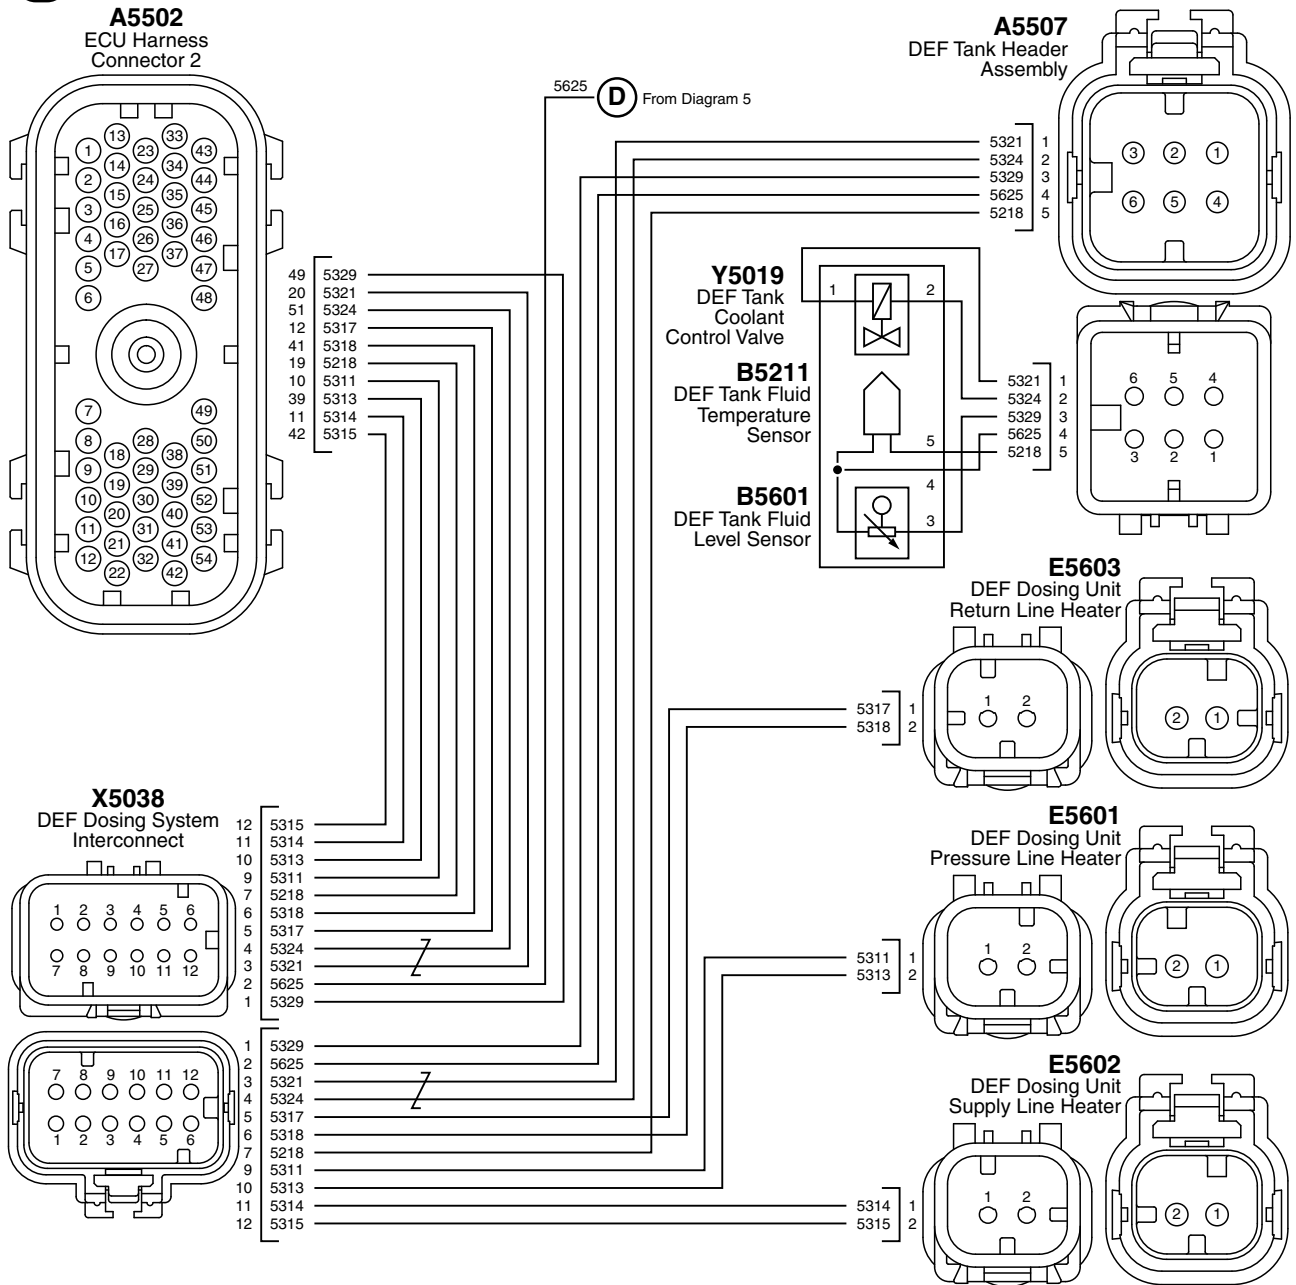 A5502
ECU Harness
Connector 2
13 33
1 23 43
14 34
2 24 44
15 35
3 25 45
16 36
4 26 46
17 37
5 27 47
6 48
7 49
8 28 50
18 38
9 29 51
19 39
10 30 52
20 40
11 31 53
21 41
12 32 54
22 42
49 5329
20 5321
51 5324
12 5317
41 5318
19 5218
10 5311
39 5313
11 5314
42 5315
5625 D From Diagram 5
A5507
DEF Tank Header
Assembly
5321 1
5324 2
5329 3
5625 4
5218 5
3 2 1
6 5 4
Y5019
DEF Tank
Coolant
Control Valve
1 2
B5211
DEF Tank Fluid
Temperature
Sensor
5
4
B5601
DEF Tank Fluid
Level Sensor
3
5321 1
5324 2
5329 3
5625 4
5218 5
6 5 4
3 2 1
E5603
DEF Dosing Unit
Return Line Heater
5317 1
5318 2
1 2
2 1
E5601
DEF Dosing Unit
Pressure Line Heater
5311 1
5313 2
1 2
2 1
E5602
DEF Dosing Unit
Supply Line Heater
5314 1
5315 2
1 2
2 1
X5038
DEF Dosing System
Interconnect
1 2 3 4 5 6
7 8 9 10 11 12
12 5315
11 5314
10 5313
9 5311
7 5218
6 5318
5 5317
4 5324
3 5321
2 5625
1 5329
7 8 9 10 11 12
1 2 3 4 5 6
1 5329
2 5625
3 5321
4 5324
5 5317
6 5318
7 5218
9 5311
10 5313
11 5314
12 5315